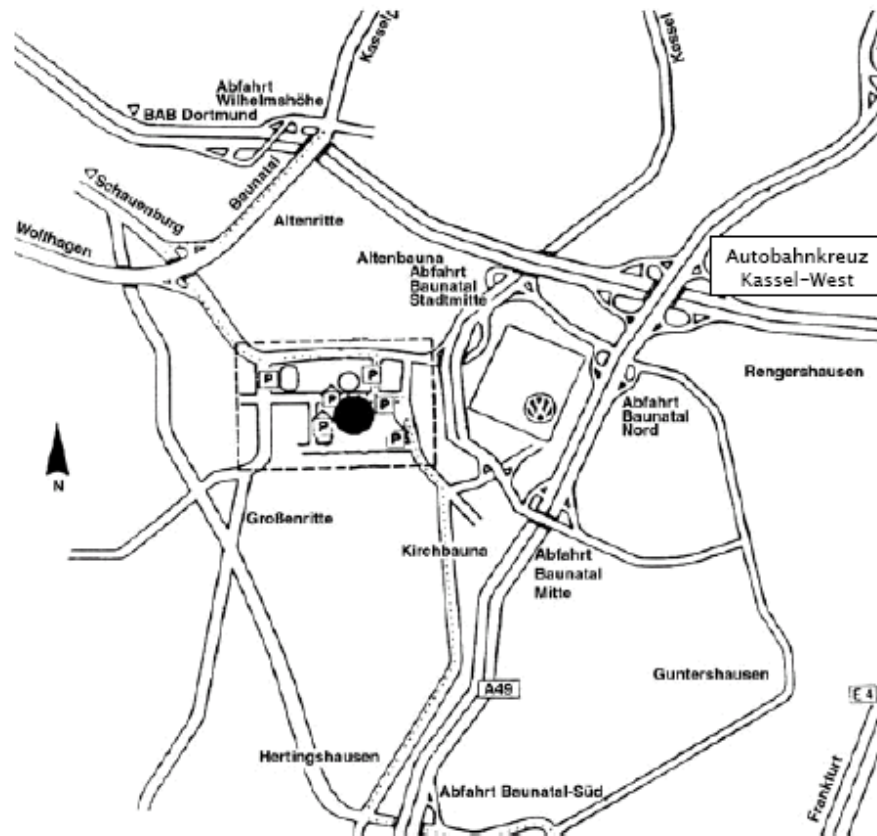 Kassel
Kassel
Abfahrt
Wilhelmshöhe
BAB Dortmund
Baunatal
Schauenburg
Altenritte
Wolfhagen
Altenbauna
Abfahrt
Baunatal
Stadtmitte
Autobahnkreuz
Kassel-West
Rengershausen
P
P
P
P
P
P
Abfahrt
Baunatal
Nord
N
Großenritte
Kirchbauna
Abfahrt
Baunatal
Mitte
Guntershausen
A49
E 4
Hertingshausen
Abfahrt Baunatal-Süd
Frankfurt